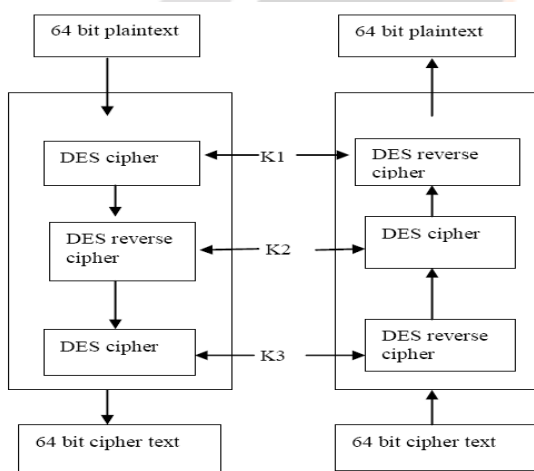 64 bit plaintext
64 bit plaintext
DES cipher
K1
DES reverse
cipher
DES reverse
cipher
K2
DES cipher
DES cipher
K3
DES reverse
cipher
64 bit cipher text
64 bit cipher text